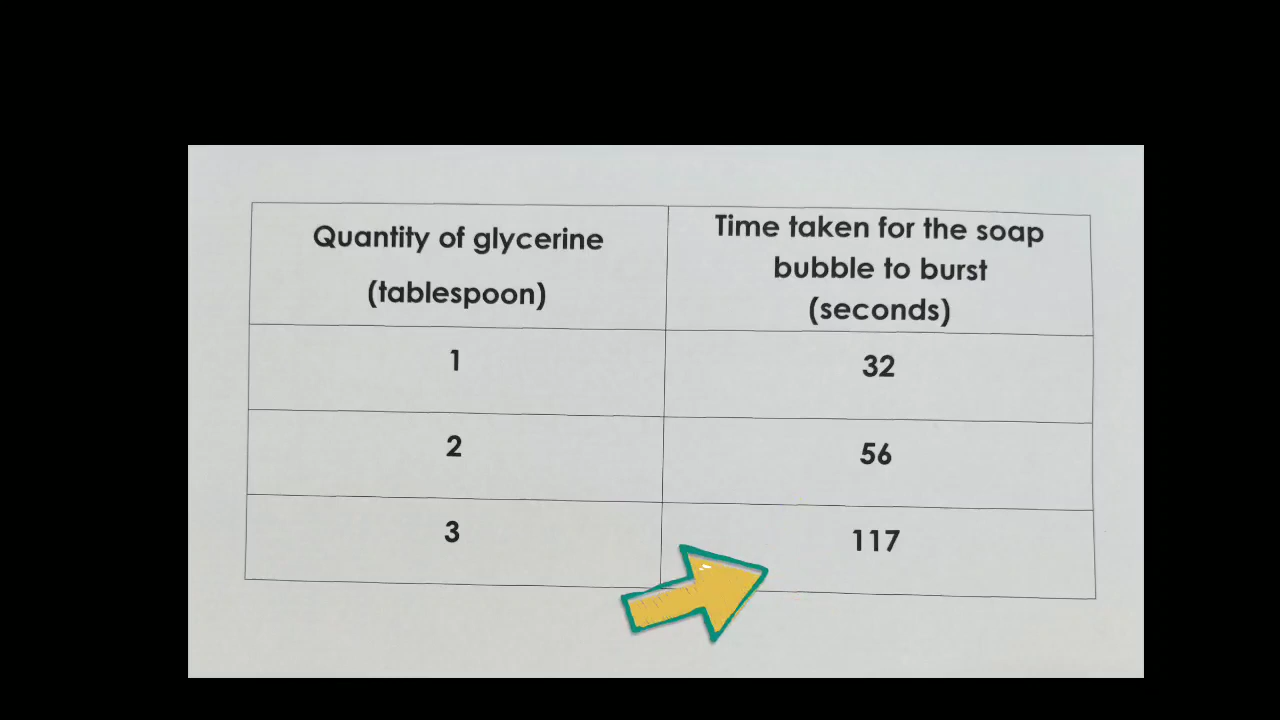 Quantity of glycerine
(tablespoon)
Time taken for the soap
bubble to burst
(seconds)
1
32
2
56
3
117